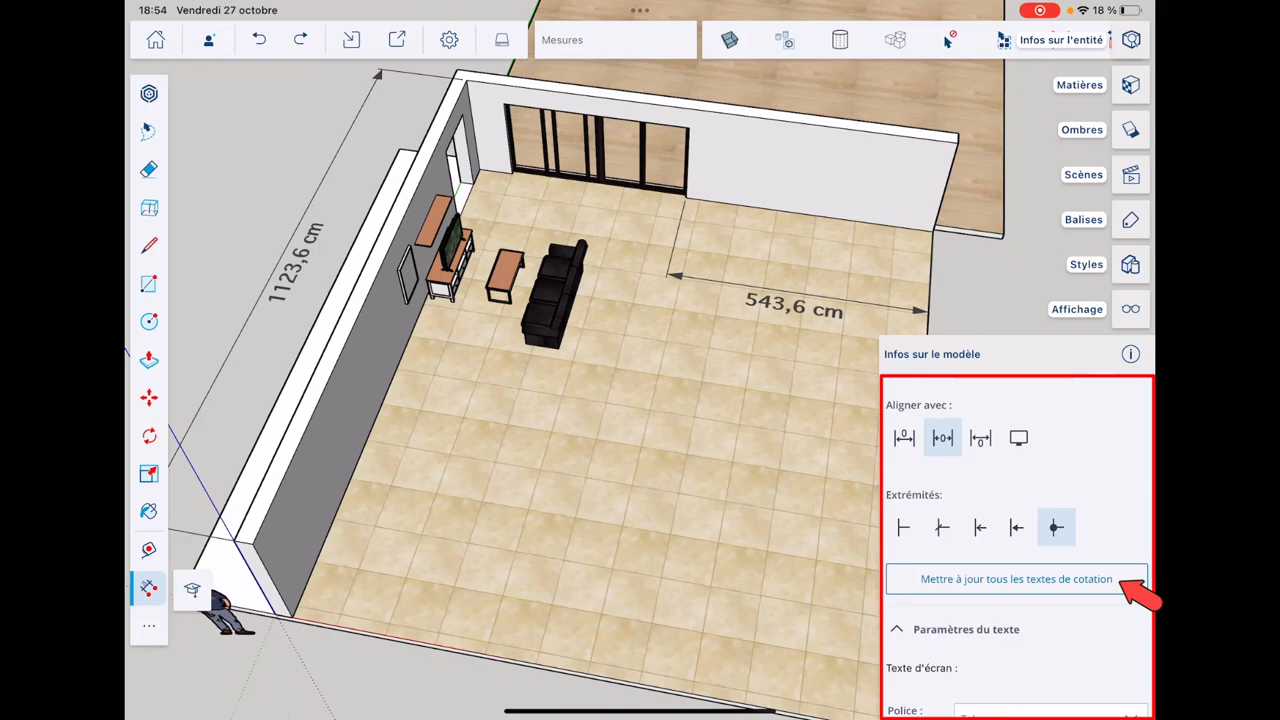 18:54 Vendredi 27 octobre
18 %
Mesures
Infos sur l'entité
Matières
Ombres
Scènes
Balises
Styles
Affichage
1123,6 cm
543,6 cm
Infos sur le modèle
Aligner avec :
Extrémités:
Mettre à jour tous les textes de cotation
Paramètres du texte
Texte d'écran :
Police :